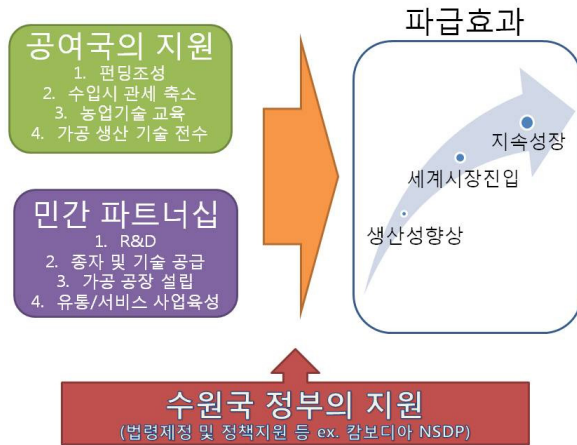 공여국의 지원
1. 펀딩조성
2. 수입시 관세 축소
3. 농업기술 교육
4. 가공 생산 기술 전수
민간 파트너십
1. R&D
2. 종자 및 기술 공급
3. 가공 공장 설립
4. 유통/서비스 사업육성
파급효과
지속성장
세계시장진입
생산성향상
수원국 정부의 지원
(법령제정 및 정책지원 등 ex. 캄보디아 NSDP)